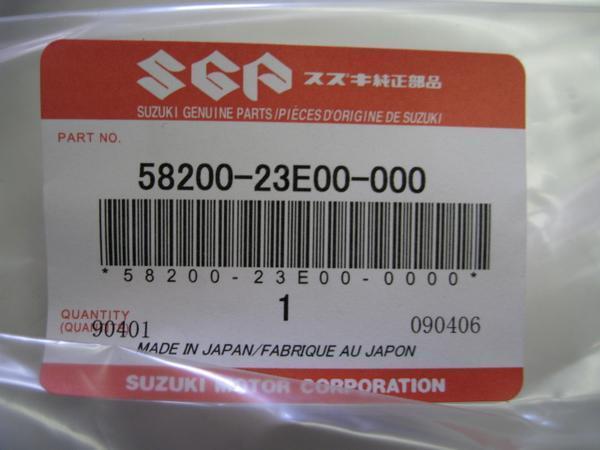 SGP スズキ純正部品
SUZUKI GENUINE PARTS/PIÈCES D'ORIGINE DE SUZUKI
PART NO.
58200-23E00-000
*58200-23E00-0000*
QUANTITY 1
(QUANTITÉ)
90401 090406
MADE IN JAPAN/FABRIQUE AU JAPON
SUZUKI MOTOR CORPORATION